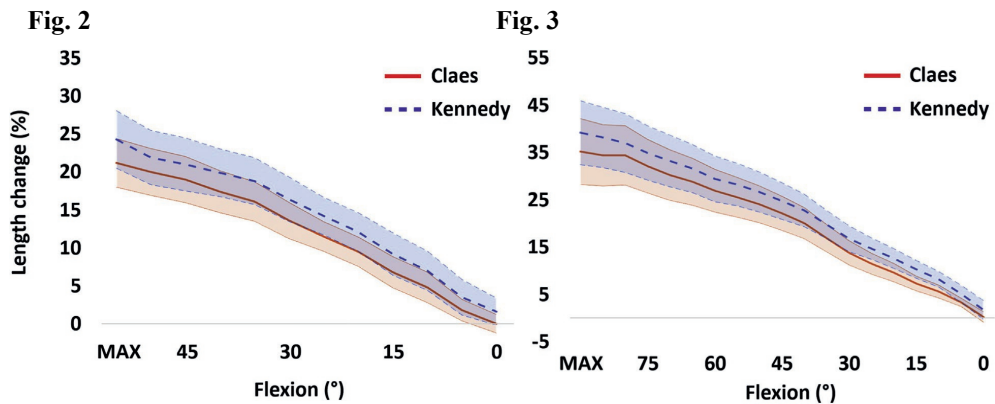 Fig. 2
35
30
25
20
15
10
5
0
Length change (%)
Claes
Kennedy
MAX 45 30 15 0
Flexion (°)
Fig. 3
55
45
35
25
15
5
-5
Claes
Kennedy
MAX 75 60 45 30 15 0
Flexion (°)